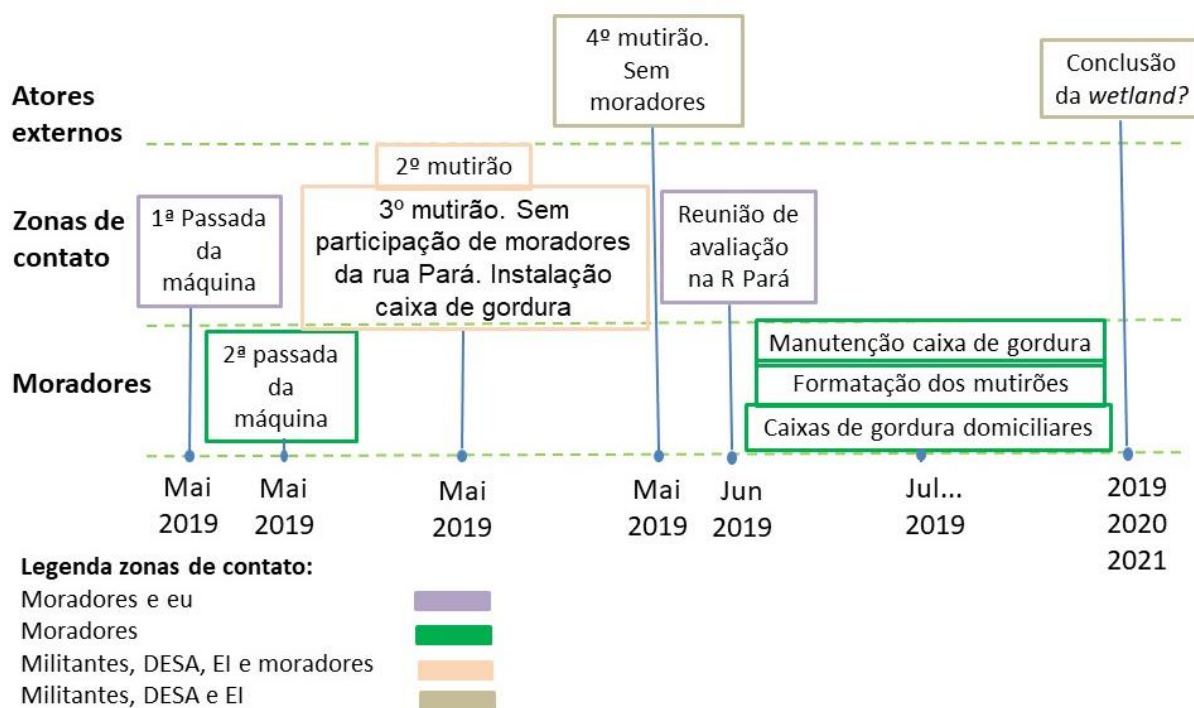 4º mutirão.
Sem
moradores
Conclusão
da wetland?
Atores
externos
2º mutirão
Zonas de
contato
1ª Passada
da
máquina
3º mutirão. Sem
participação de moradores
da rua Pará. Instalação
caixa de gordura
Reunião de
avaliação
na R Pará
Moradores
2ª passada
da
máquina
Manutenção caixa de gordura
Formatação dos mutirões
Caixas de gordura domiciliares
Mai
2019
Mai
2019
Mai
2019
Mai
2019
Jun
2019
Jul...
2019
2019
2020
2021
Legenda zonas de contato:
Moradores e eu
Moradores
Militantes, DESA, EI e moradores
Militantes, DESA e EI